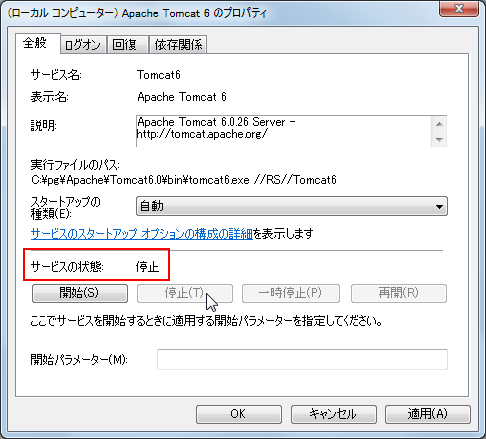 (ローカル コンピューター) Apache Tomcat 6 のプロパティ
全般 ログオン 回復 依存関係
サービス名: Tomcat6
表示名: Apache Tomcat 6
説明: Apache Tomcat 6.0.26 Server -
http://tomcat.apache.org/
実行ファイルのパス:
C:¥pg¥Apache¥Tomcat6.0¥bin¥tomcat6.exe //RS//Tomcat6
スタートアップの
種類(E): 自動
サービスのスタートアップ オプションの構成の詳細を表示します
サービスの状態: 停止
開始(S) 停止(T) 一時停止(P) 再開(R)
ここでサービスを開始するときに適用する開始パラメーターを指定してください。
開始パラメーター(M):
OK キャンセル 適用(A)